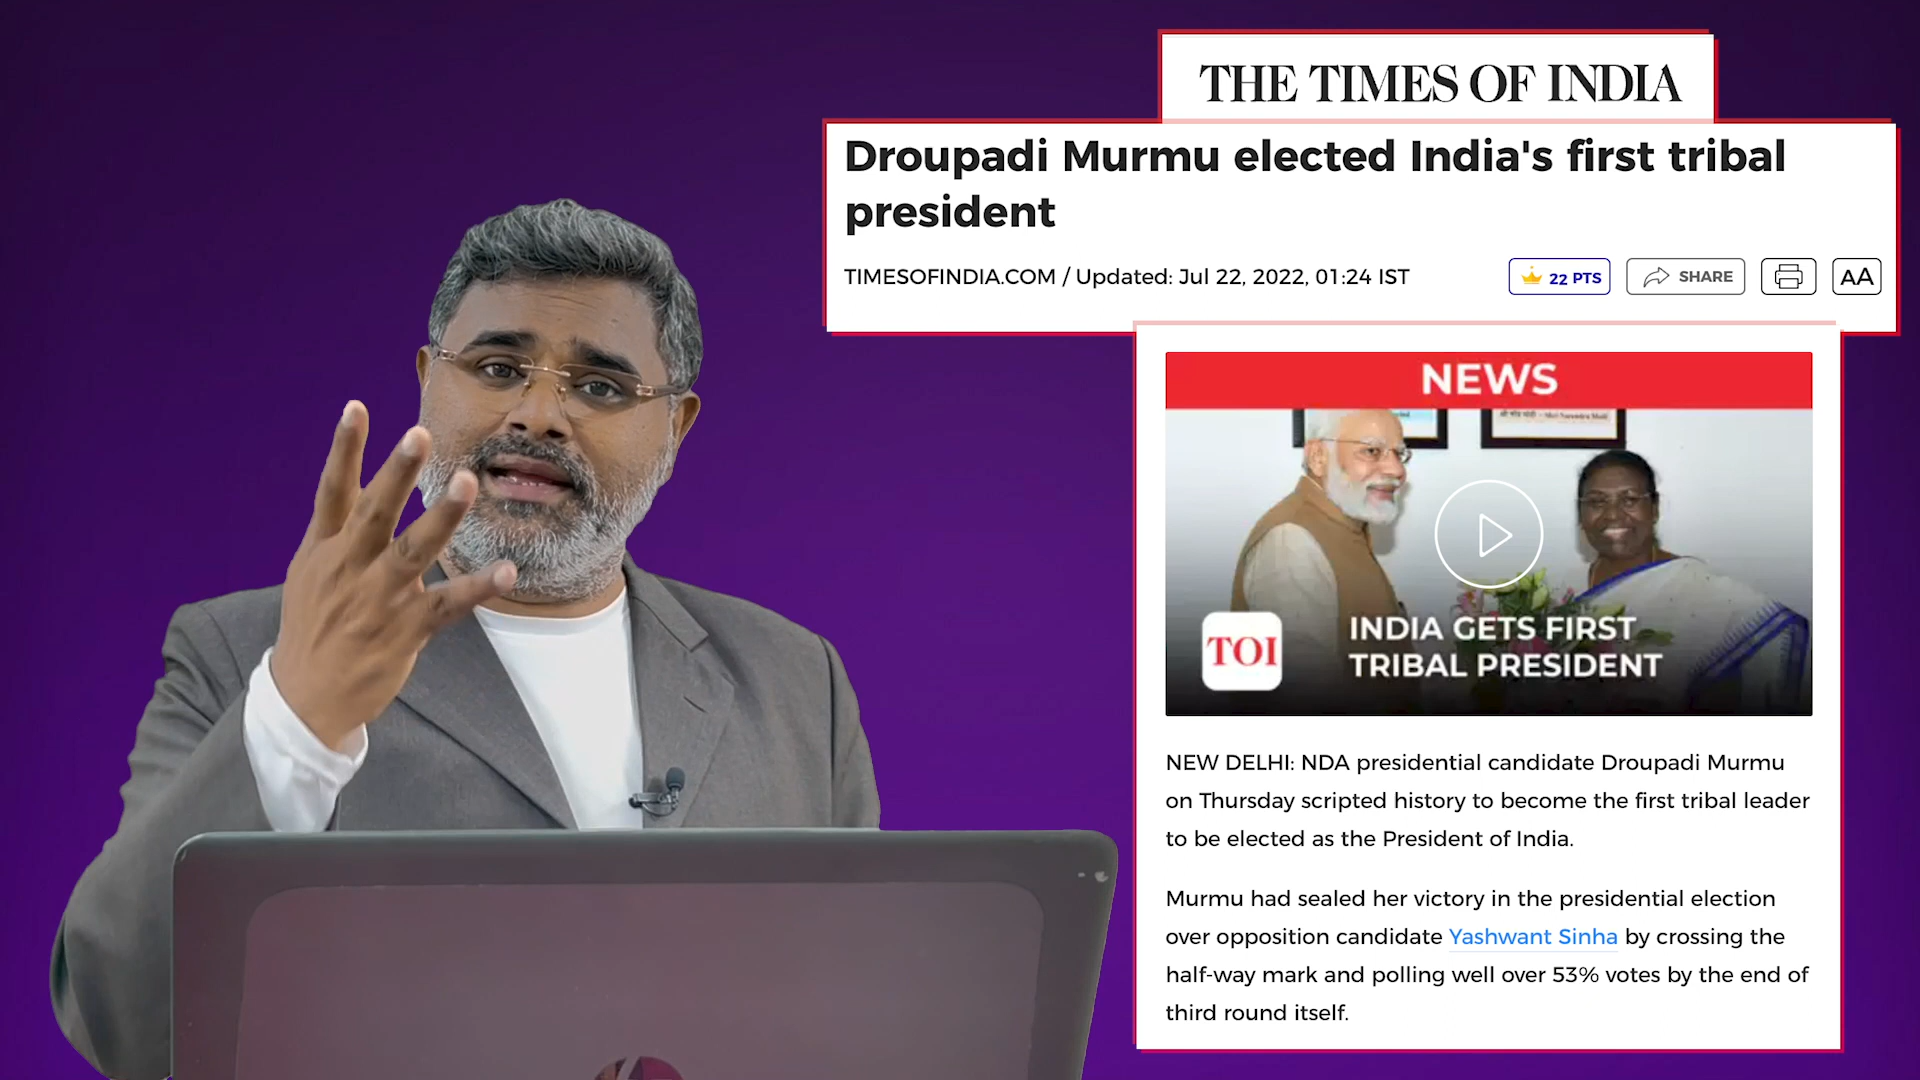 THE TIMES OF INDIA
Droupadi Murmu elected India's first tribal
president
TIMESOFINDIA.COM / Updated: Jul 22, 2022, 01:24 IST
22 PTS
SHARE
AA
NEWS
TOI
INDIA GETS FIRST
TRIBAL PRESIDENT
NEW DELHI: NDA presidential candidate Droupadi Murmu
on Thursday scripted history to become the first tribal leader
to be elected as the President of India.
Murmu had sealed her victory in the presidential election
over opposition candidate Yashwant Sinha by crossing the
half-way mark and polling well over 53% votes by the end of
third round itself.